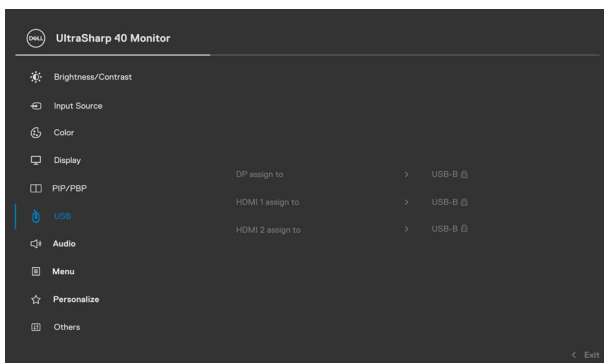 DELL
UltraSharp 40 Monitor
Brightness/Contrast
Input Source
Color
Display
PIP/PBP
USB
Audio
Menu
Personalize
Others
DP assign to > USB-B
HDMI 1 assign to > USB-B
HDMI 2 assign to > USB-B
< Exit